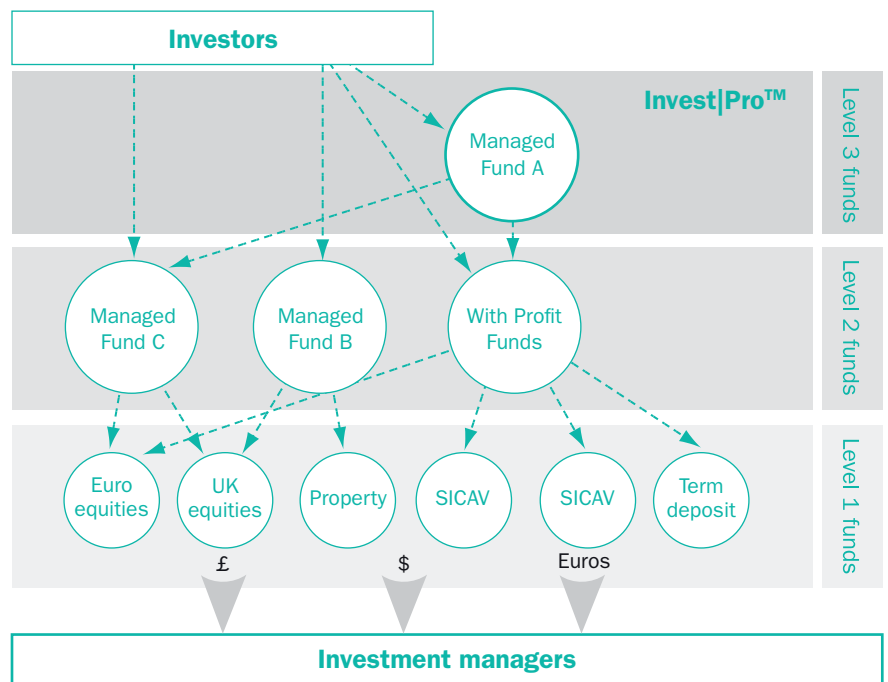 Investors
Invest|Pro™
Level 3 funds
Managed
Fund A
Level 2 funds
Managed
Fund C
Managed
Fund B
With Profit
Funds
Level 1 funds
Euro
equities
UK
equities
Property
SICAV
SICAV
Term
deposit
£
$
Euros
Investment managers